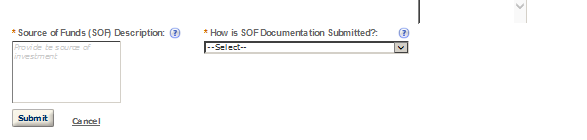 * Source of Funds (SOF) Description: ?
* How is SOF Documentation Submitted?: ?
Provide te source of
investment
--Select--
Submit
Cancel